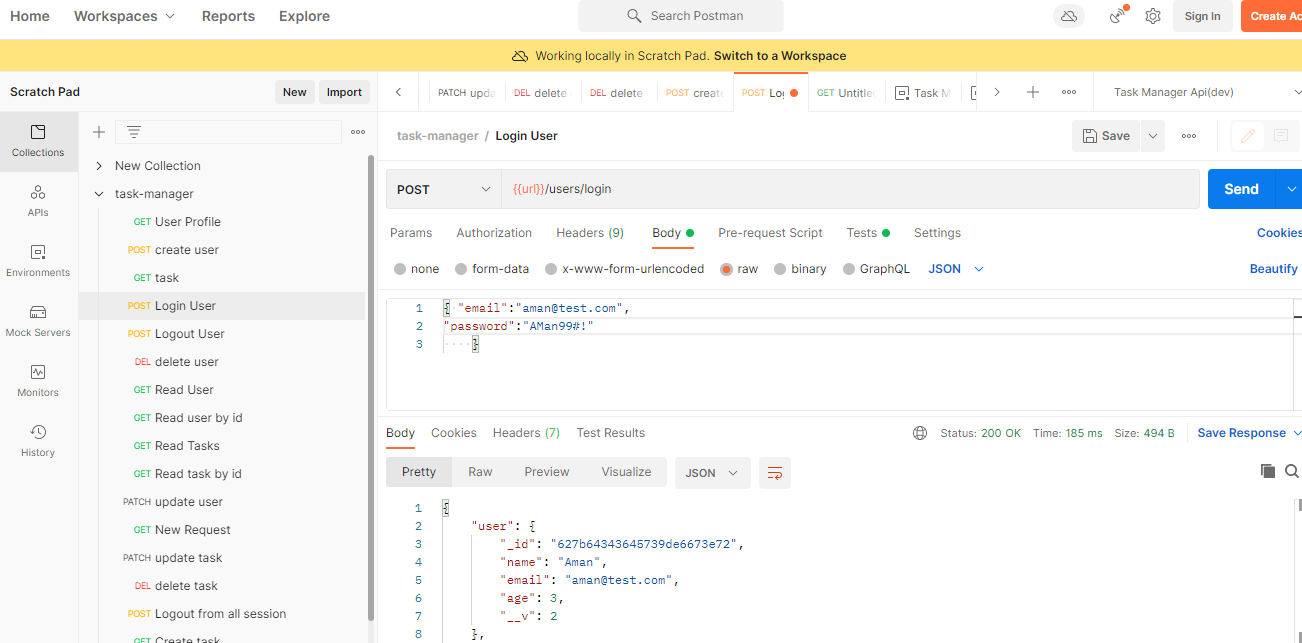 Home Workspaces Reports Explore Search Postman Sign In Create Ac
Working locally in Scratch Pad. Switch to a Workspace
Scratch Pad New Import
PATCH upda DEL delete DEL delete POST create POST Log GET Untitled Task M Task Manager Api(dev)
Collections
APIs
Environments
Mock Servers
Monitors
History
New Collection
task-manager
GET User Profile
POST create user
GET task
POST Login User
POST Logout User
DEL delete user
GET Read User
GET Read user by id
GET Read Tasks
GET Read task by id
PATCH update user
GET New Request
PATCH update task
DEL delete task
POST Logout from all session
GET Create task
task-manager / Login User Save
POST {{url}}/users/login Send
Params Authorization Headers (9) Body Pre-request Script Tests Settings Cookies
none form-data x-www-form-urlencoded raw binary GraphQL JSON Beautify
1 { "email":"aman@test.com",
2 "password":"AMan99#!"
3 }
Body Cookies Headers (7) Test Results Status: 200 OK Time: 185 ms Size: 494 B Save Response
Pretty Raw Preview Visualize JSON
1 {
2 "user": {
3 "_id": "627b64343645739de6673e72",
4 "name": "Aman",
5 "email": "aman@test.com",
6 "age": 3,
7 "__v": 2
8 },